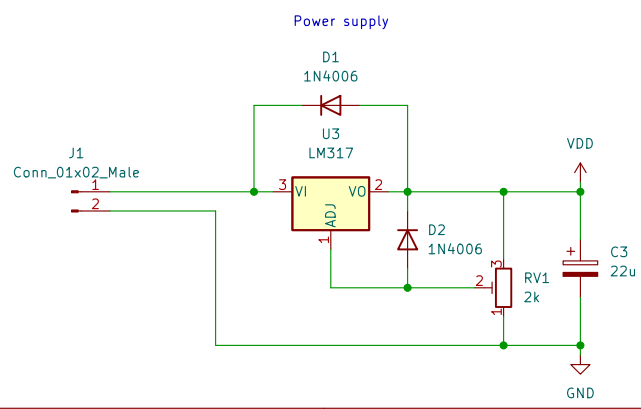 Power supply
D1
1N4006
U3
LM317
J1
Conn_01x02_Male
1
2
3
VI
VO
2
ADJ
1
VDD
D2
1N4006
+
C3
22u
3
2
1
RV1
2k
GND